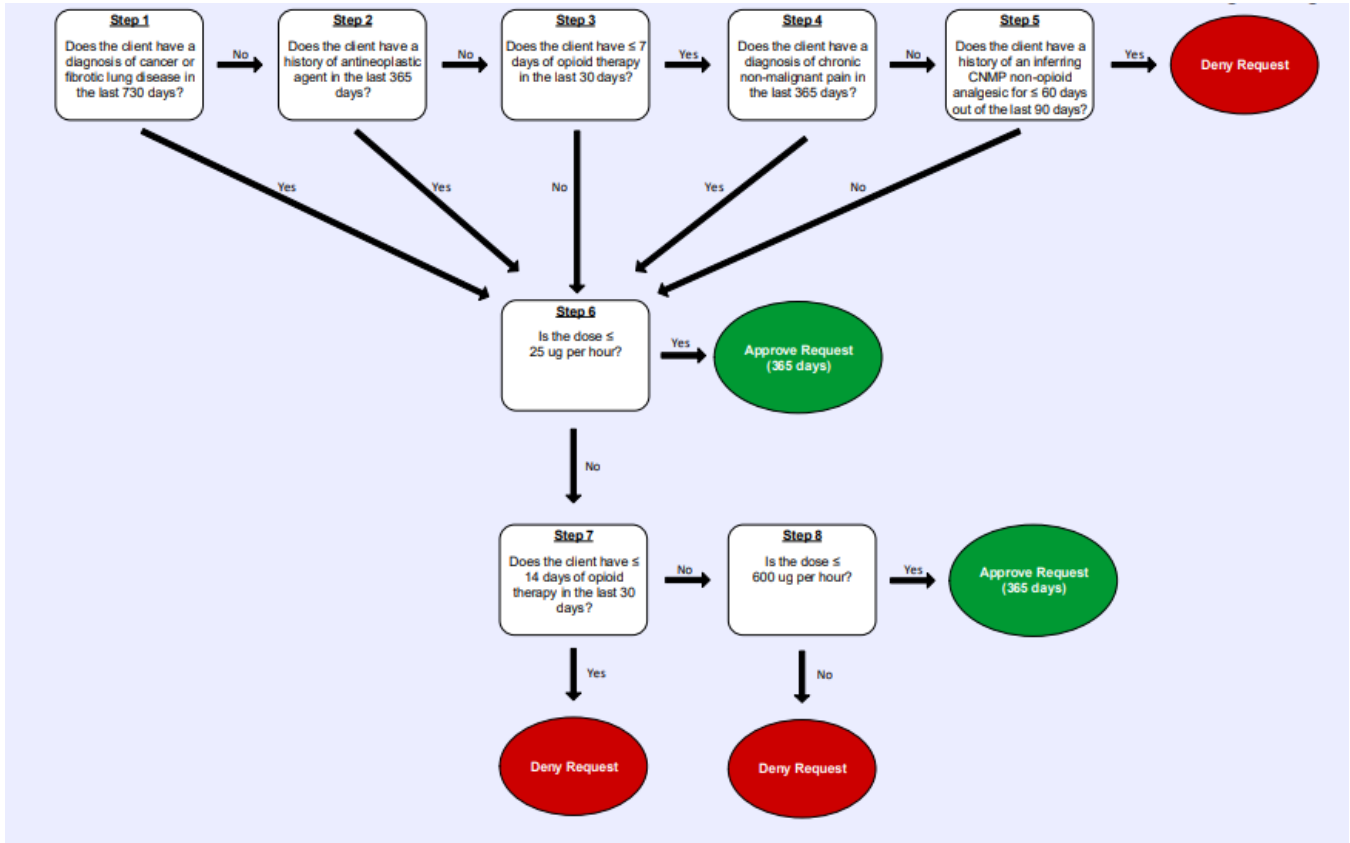 Step 1
Does the client have a
diagnosis of cancer or
fibrotic lung disease in
the last 730 days?
No
Step 2
Does the client have a
history of antineoplastic
agent in the last 365
days?
No
Step 3
Does the client have ≤ 7
days of opioid therapy
in the last 30 days?
Yes
Step 4
Does the client have a
diagnosis of chronic
non-malignant pain in
the last 365 days?
No
Step 5
Does the client have a
history of an inferring
CNMP non-opioid
analgesic for ≤ 60 days
out of the last 90 days?
Yes
Deny Request
Yes
Yes
No
Yes
No
Step 6
Is the dose ≤
25 ug per hour?
Yes
Approve Request
(365 days)
No
Step 7
Does the client have ≤
14 days of opioid
therapy in the last 30
days?
No
Step 8
Is the dose ≤
600 ug per hour?
Yes
Approve Request
(365 days)
Yes
No
Deny Request
Deny Request